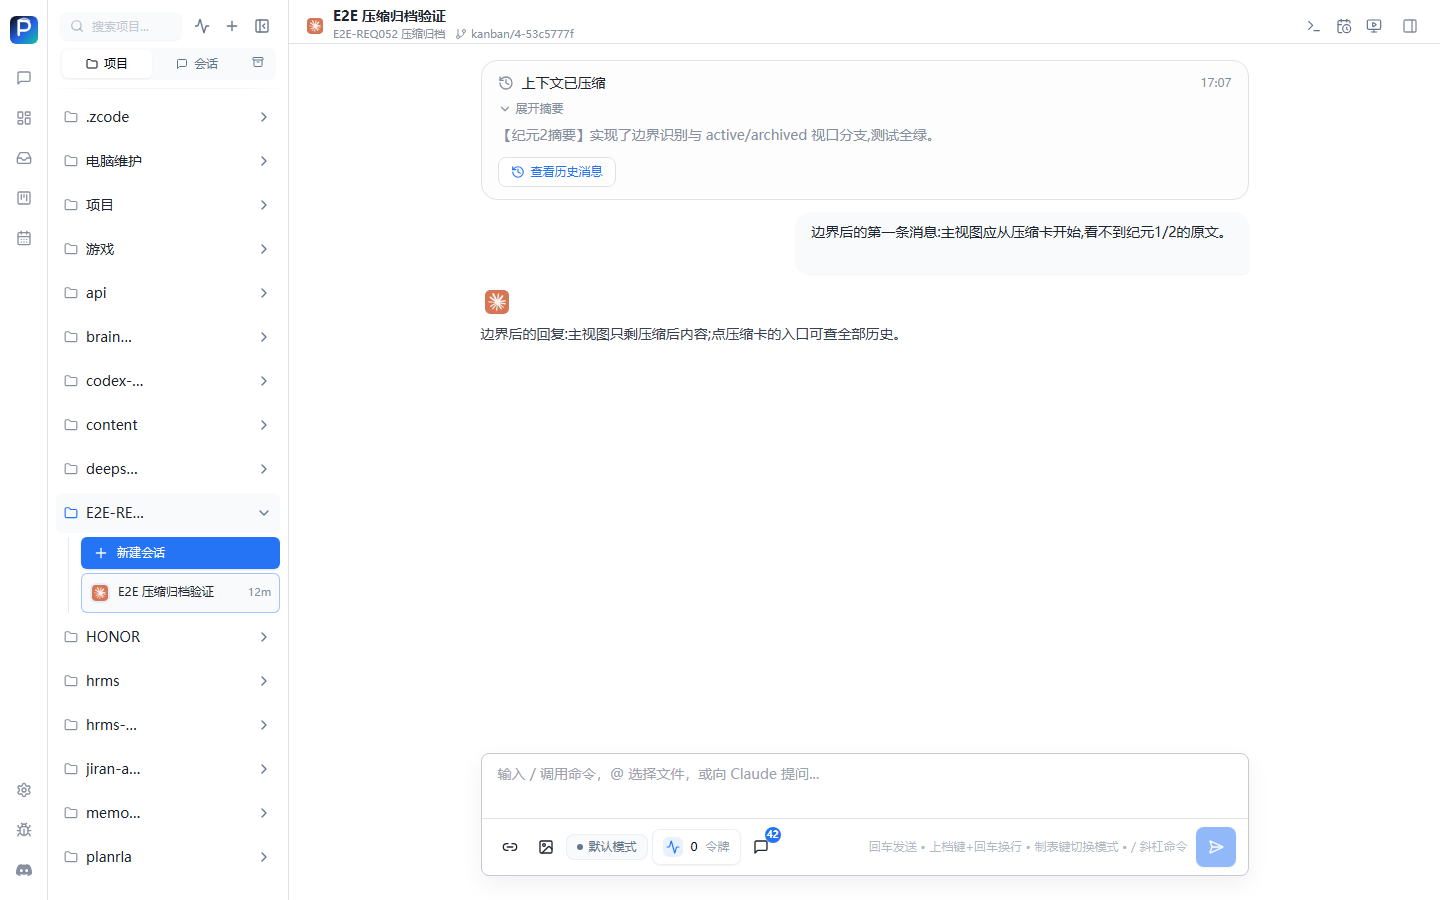 搜索项目...
项目
会话
.zcode
电脑维护
项目
游戏
api
brain...
codex-...
content
deeps...
E2E-RE...
新建会话
E2E 压缩归档验证 12m
HONOR
hrms
hrms-...
jiran-a...
memo...
planrla
E2E 压缩归档验证
E2E-REQ052 压缩归档 kanban/4-53c5777f
上下文已压缩 17:07
展开摘要
【纪元2摘要】实现了边界识别与 active/archived 视口分支,测试全绿。
查看历史消息
边界后的第一条消息:主视图应从压缩卡开始,看不到纪元1/2的原文。
边界后的回复:主视图只剩压缩后内容;点压缩卡的入口可查全部历史。
输入 / 调用命令，@ 选择文件，或向 Claude 提问...
默认模式 0 令牌 42 回车发送 • 上档键+回车换行 • 制表键切换模式 • / 斜杠命令